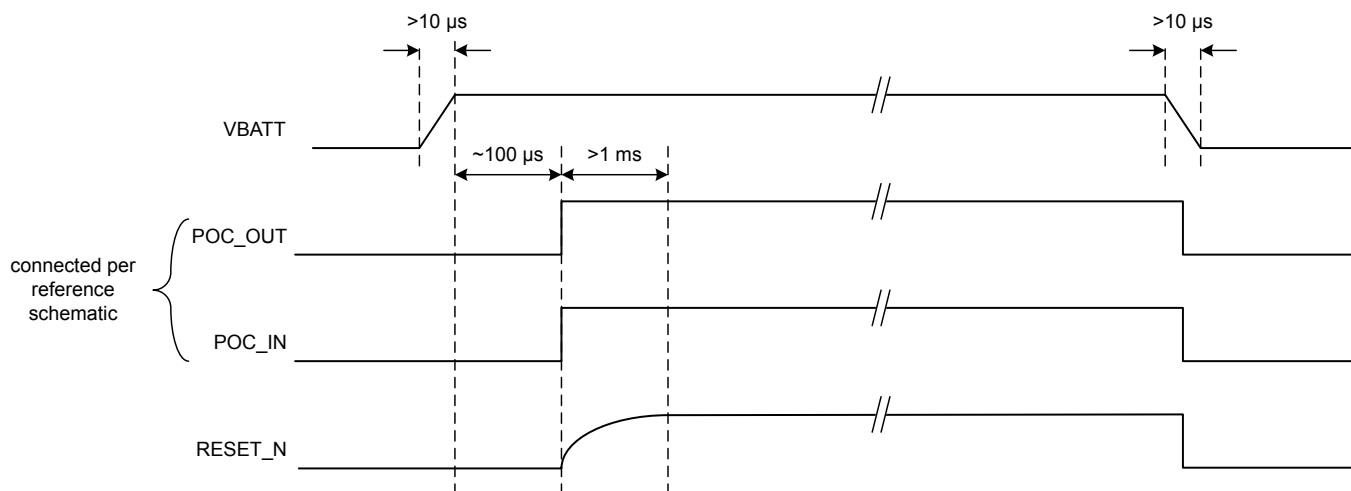 >10 µs
>10 µs
VBATT
~100 µs
>1 ms
POC_OUT
connected per
reference
schematic
POC_IN
RESET_N